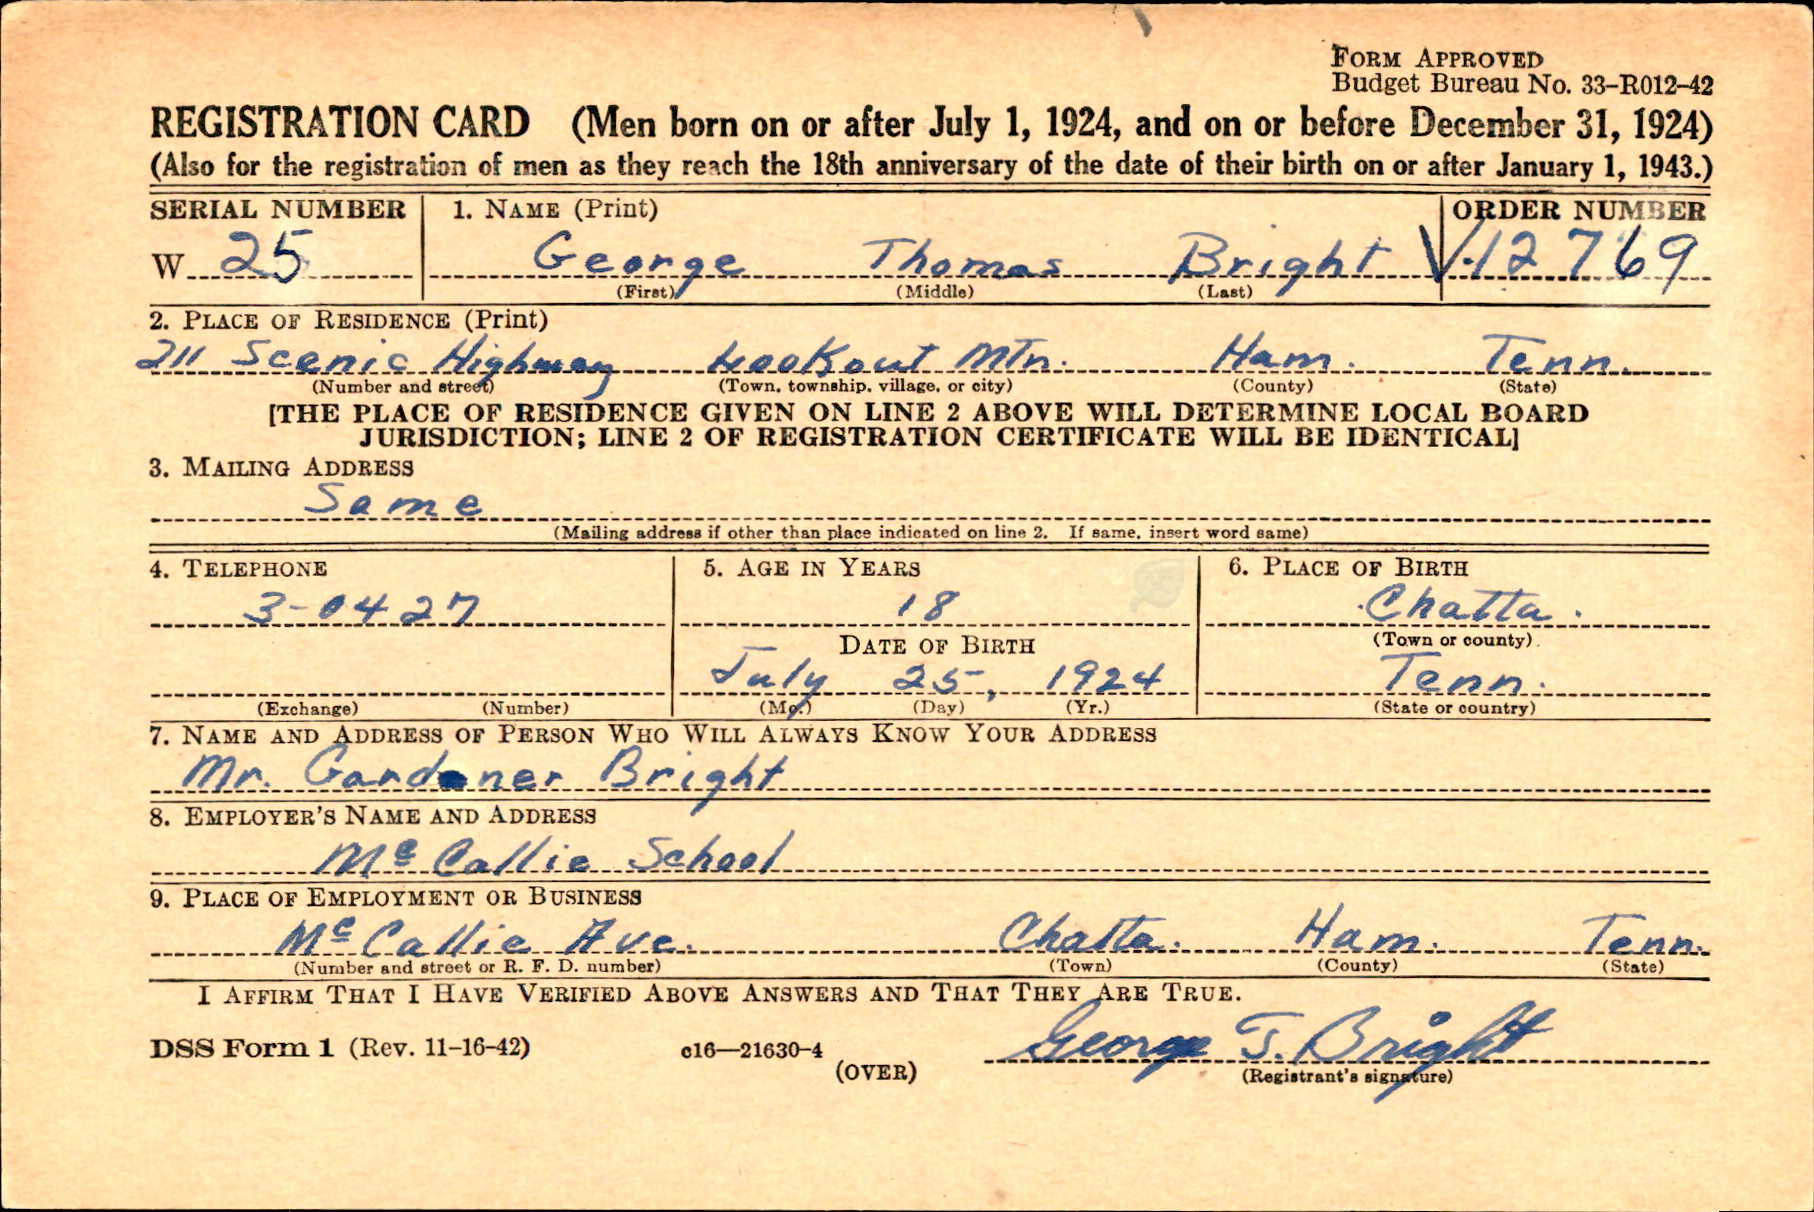 FORM APPROVED
Budget Bureau No. 33-R012-42
REGISTRATION CARD (Men born on or after July 1, 1924, and on or before December 31, 1924)
(Also for the registration of men as they reach the 18th anniversary of the date of their birth on or after January 1, 1943.)
SERIAL NUMBER 1. NAME (Print) ORDER NUMBER
W 25 George Thomas Bright 12769
(First) (Middle) (Last)
2. PLACE OF RESIDENCE (Print)
211 Scenic Highway Lookout Mtn. Ham. Tenn.
(Number and street) (Town, township, village, or city) (County) (State)
[THE PLACE OF RESIDENCE GIVEN ON LINE 2 ABOVE WILL DETERMINE LOCAL BOARD
JURISDICTION; LINE 2 OF REGISTRATION CERTIFICATE WILL BE IDENTICAL]
3. MAILING ADDRESS
Same
(Mailing address if other than place indicated on line 2. If same, insert word same)
4. TELEPHONE 5. AGE IN YEARS 6. PLACE OF BIRTH
3-0427 18 Chatta.
DATE OF BIRTH (Town or county)
July 25, 1924 Tenn.
(Exchange) (Number) (Mo.) (Day) (Yr.) (State or country)
7. NAME AND ADDRESS OF PERSON WHO WILL ALWAYS KNOW YOUR ADDRESS
Mr. Gardener Bright
8. EMPLOYER'S NAME AND ADDRESS
McCallie School
9. PLACE OF EMPLOYMENT OR BUSINESS
McCallie Ave. Chatta. Ham. Tenn.
(Number and street or R. F. D. number) (Town) (County) (State)
I AFFIRM THAT I HAVE VERIFIED ABOVE ANSWERS AND THAT THEY ARE TRUE.
DSS Form 1 (Rev. 11-16-42) c16—21630-4 George T. Bright
(OVER) (Registrant's signature)